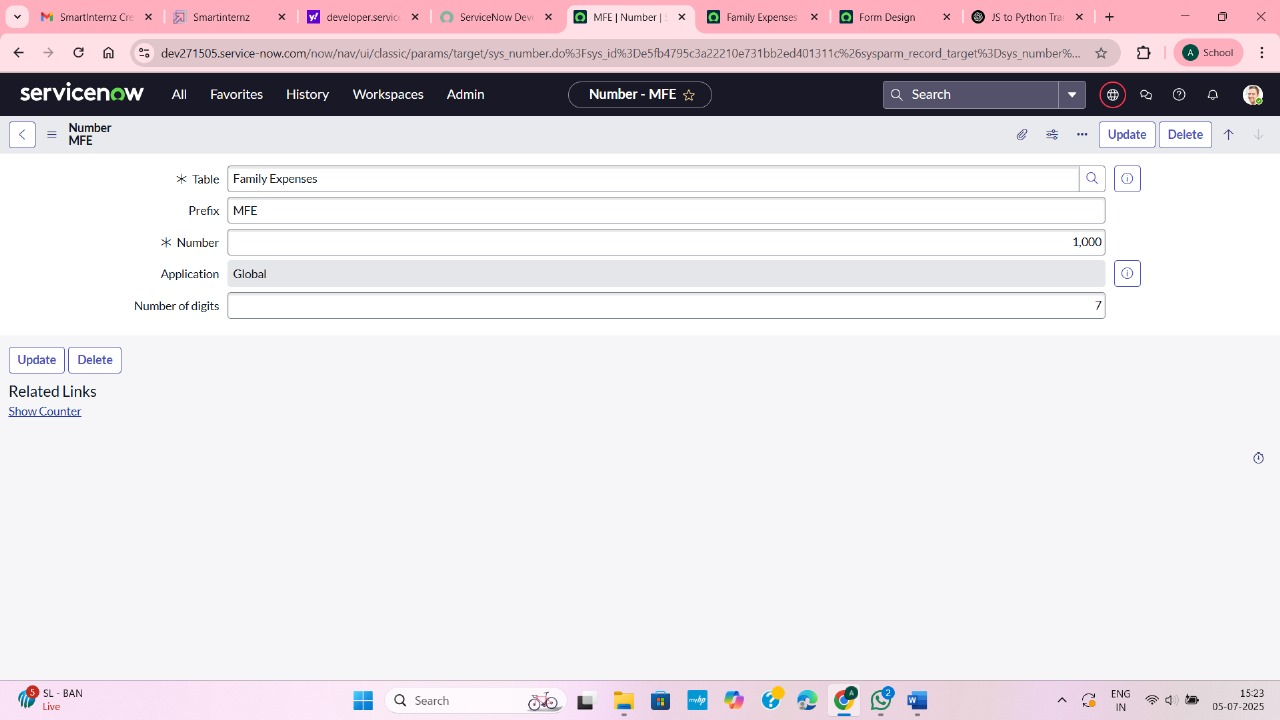 SmartInternz Cre
Smartinternz
developer.servic
ServiceNow Deve
MFE | Number | S
Family Expenses
Form Design
JS to Python Tra
dev271505.service-now.com/now/nav/ui/classic/params/target/sys_number.do%3Fsys_id%3De5fb4795c3a22210e731bb2ed401311c%26sysparm_record_target%3Dsys_number%...
A School
servicenow All Favorites History Workspaces Admin Number - MFE Search
Number
MFE
Update Delete
Table Family Expenses
Prefix MFE
Number 1,000
Application Global
Number of digits 7
Update Delete
Related Links
Show Counter
5 SL - BAN
Live
Search
myhp
A
2
W
ENG
IN
15:23
05-07-2025